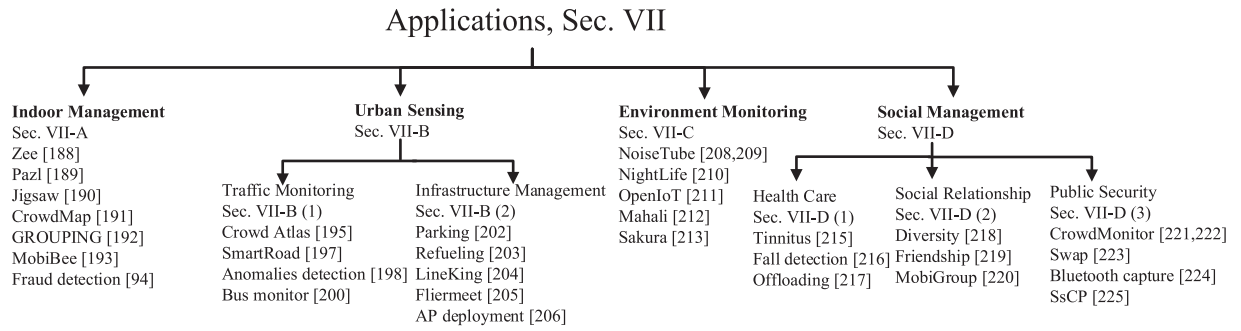 Applications, Sec. VII
Indoor Management
Sec. VII-A
Zee [188]
Pazl [189]
Jigsaw [190]
CrowdMap [191]
GROUPING [192]
MobiBee [193]
Fraud detection [94]
Urban Sensing
Sec. VII-B
Traffic Monitoring
Sec. VII-B (1)
Crowd Atlas [195]
SmartRoad [197]
Anomalies detection [198]
Bus monitor [200]
Infrastructure Management
Sec. VII-B (2)
Parking [202]
Refueling [203]
LineKing [204]
Fliermeet [205]
AP deployment [206]
Environment Monitoring
Sec. VII-C
NoiseTube [208,209]
NightLife [210]
OpenIoT [211]
Mahali [212]
Sakura [213]
Social Management
Sec. VII-D
Health Care
Sec. VII-D (1)
Tinnitus [215]
Fall detection [216]
Offloading [217]
Social Relationship
Sec. VII-D (2)
Diversity [218]
Friendship [219]
MobiGroup [220]
Public Security
Sec. VII-D (3)
CrowdMonitor [221,222]
Swap [223]
Bluetooth capture [224]
SsCP [225]